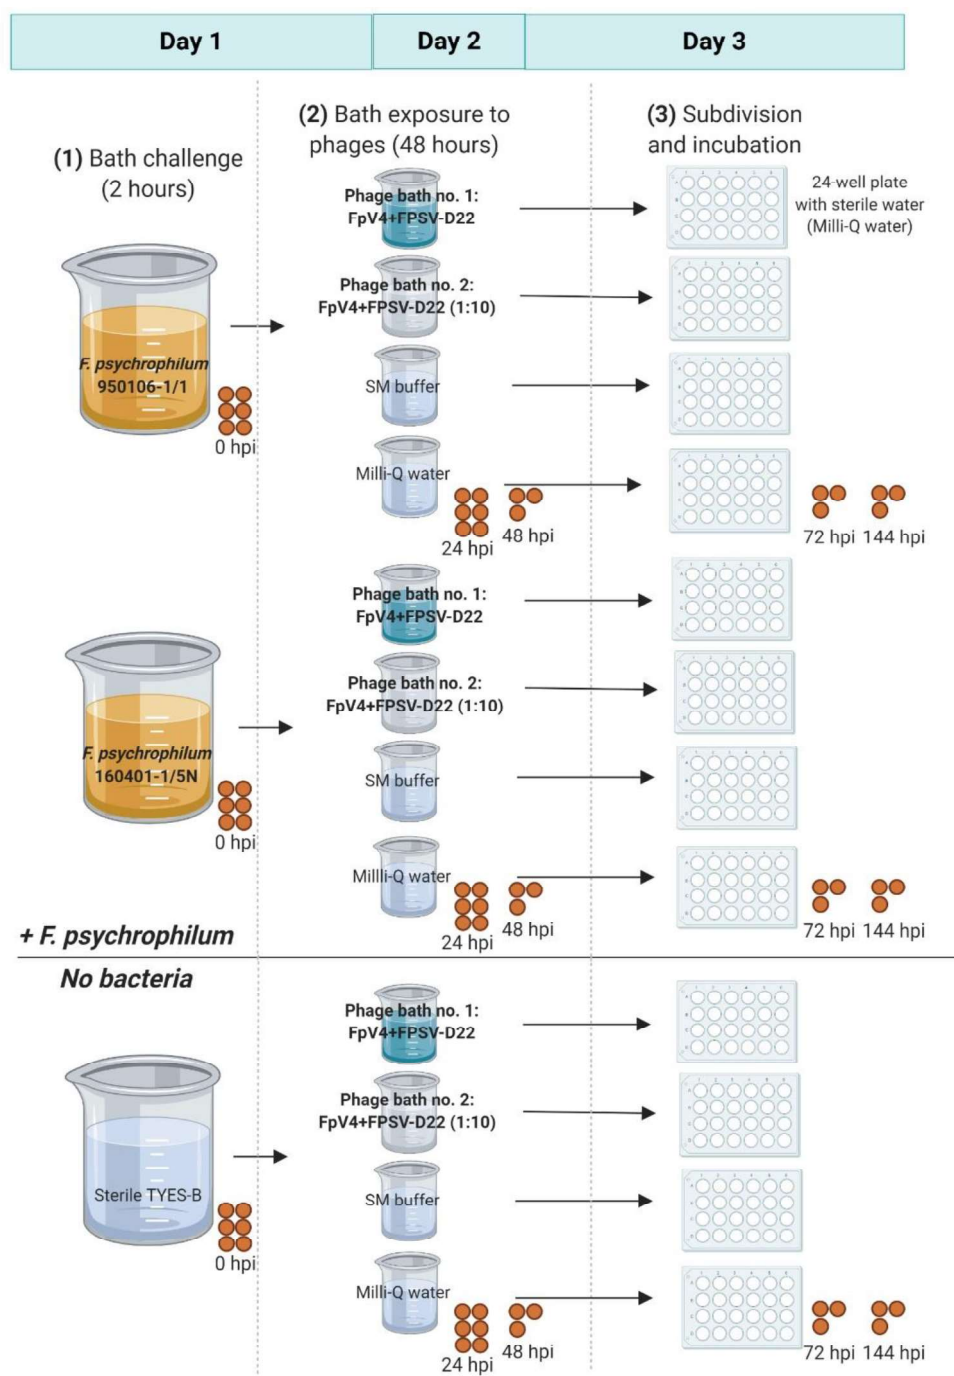 Day 1
Day 2
Day 3
(1) Bath challenge
(2 hours)
(2) Bath exposure to
phages (48 hours)
(3) Subdivision
and incubation
24-well plate
with sterile water
(Milli-Q water)
F. psychrophilum
950106-1/1
0 hpi
Phage bath no. 1:
FpV4+FPSV-D22
Phage bath no. 2:
FpV4+FPSV-D22 (1:10)
SM buffer
Milli-Q water
24 hpi
48 hpi
72 hpi
144 hpi
F. psychrophilum
160401-1/5N
0 hpi
Phage bath no. 1:
FpV4+FPSV-D22
Phage bath no. 2:
FpV4+FPSV-D22 (1:10)
SM buffer
Millli-Q water
24 hpi
48 hpi
72 hpi
144 hpi
+ F. psychrophilum
No bacteria
Sterile TYES-B
0 hpi
Phage bath no. 1:
FpV4+FPSV-D22
Phage bath no. 2:
FpV4+FPSV-D22 (1:10)
SM buffer
Milli-Q water
24 hpi
48 hpi
72 hpi
144 hpi